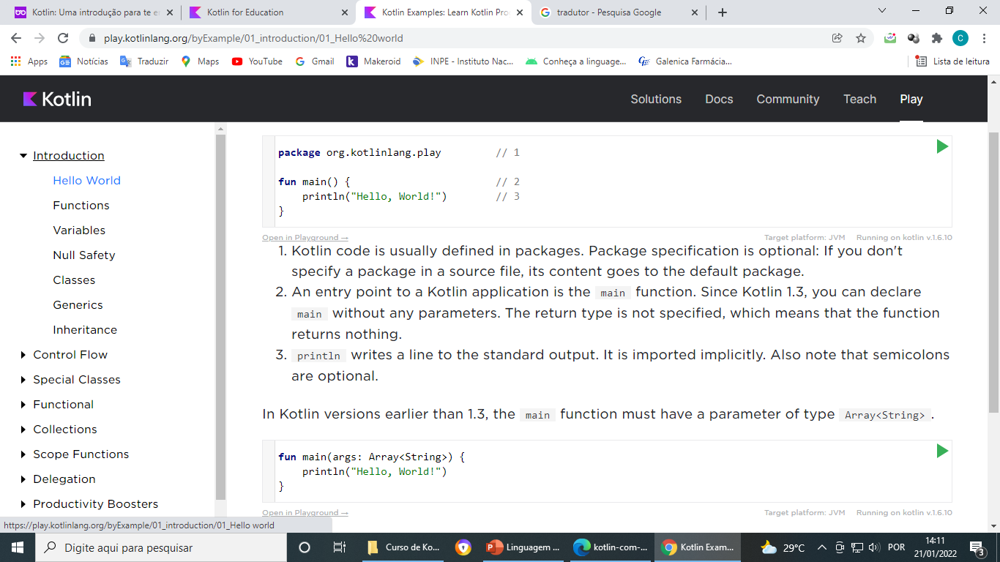 Kotlin: Uma introdução para te e
Kotlin for Education
Kotlin Examples: Learn Kotlin Pro
tradutor - Pesquisa Google
play.kotlinlang.org/byExample/01_introduction/01_Hello%20world
C
Apps
Notícias
Traduzir
Maps
YouTube
Gmail
Makeroid
INPE - Instituto Nac...
Conheça a linguage...
Galenica Farmácia...
Lista de leitura
Kotlin
Solutions
Docs
Community
Teach
Play
Introduction
Hello World
Functions
Variables
Null Safety
Classes
Generics
Inheritance
Control Flow
Special Classes
Functional
Collections
Scope Functions
Delegation
Productivity Boosters
package org.kotlinlang.play // 1
fun main() { // 2
println("Hello, World!") // 3
}
Open in Playground →
Target platform: JVM Running on kotlin v.1.6.10
1. Kotlin code is usually defined in packages. Package specification is optional: If you don't
specify a package in a source file, its content goes to the default package.
2. An entry point to a Kotlin application is the main function. Since Kotlin 1.3, you can declare
main without any parameters. The return type is not specified, which means that the function
returns nothing.
3. println writes a line to the standard output. It is imported implicitly. Also note that semicolons
are optional.
In Kotlin versions earlier than 1.3, the main function must have a parameter of type Array<String> .
fun main(args: Array<String>) {
println("Hello, World!")
}
Open in Playground →
Target platform: JVM Running on kotlin v.1.6.10
https://play.kotlinlang.org/byExample/01_introduction/01_Hello world
Digite aqui para pesquisar
Curso de Ko...
Linguagem ...
kotlin-com-...
Kotlin Exam...
29°C
POR
14:11
21/01/2022
3